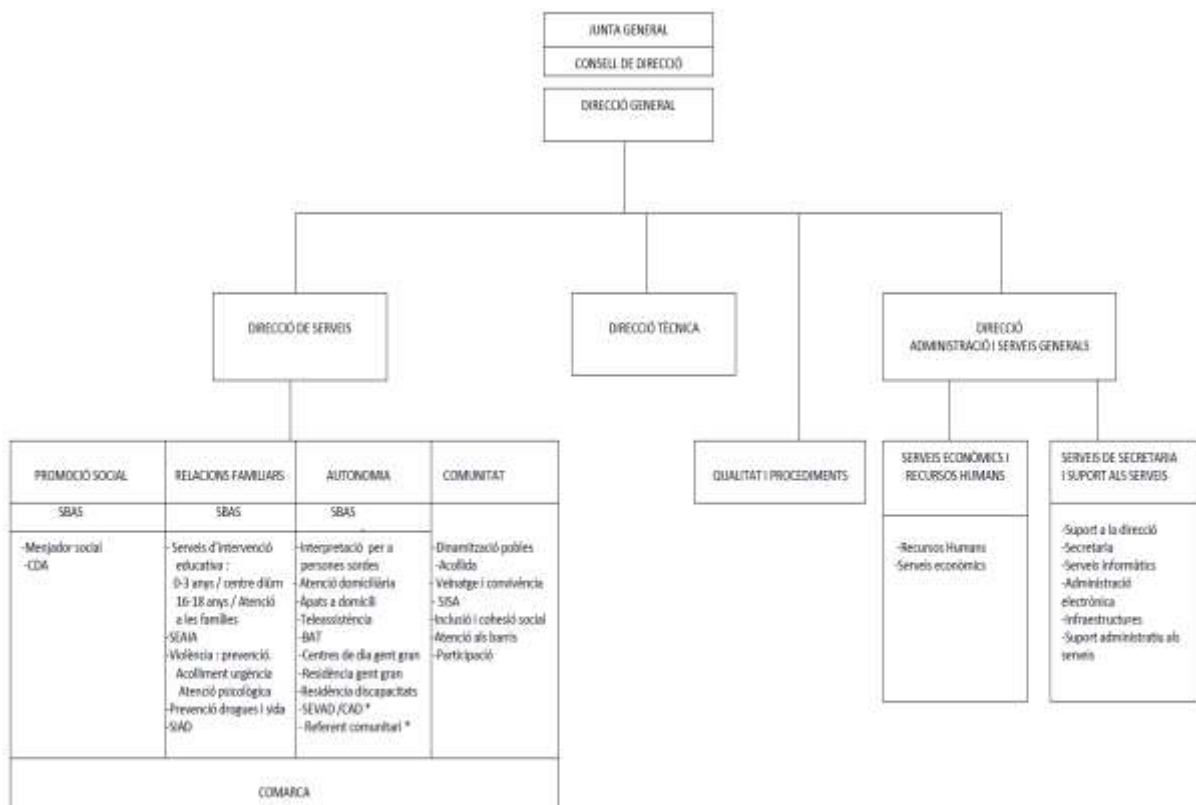 JUNTA GENERAL
CONSELL DE DIRECCIÓ
DIRECCIÓ GENERAL
DIRECCIÓ DE SERVEIS
DIRECCIÓ TÈCNICA
DIRECCIÓ
ADMINISTRACIÓ I SERVEIS GENERALS
PROMOCIÓ SOCIAL
SBAS
-Menjador social
-CDA
RELACIONS FAMILIARS
SBAS
-Serveis d'intervenció
educativa :
0-3 anys / centre diürn
16-18 anys / Atenció
a les famílies
-SEAIA
-Violència : prevenció.
Acolliment urgència
Atenció psicològica
-Prevenció drogues i sida
-SIAD
AUTONOMIA
SBAS
-Interpretació per a
persones sordes
-Atenció domiciliària
-Àpats a domicili
-Teleassistència
-BAT
-Centres de dia gent gran
-Residència gent gran
-Residència discapacitats
-SEVAD /CAD *
- Referent comunitari *
COMUNITAT
-Dinamització pobles
-Acollida
- Veïnatge i convivència
- SISA
-Inclusió i cohesió social
-Atenció als barris
-Participació
COMARCA
QUALITAT I PROCEDIMENTS
SERVEIS ECONÒMICS I
RECURSOS HUMANS
-Recursos Humans
-Serveis econòmics
SERVEIS DE SECRETARIA
I SUPORT ALS SERVEIS
-Suport a la direcció
-Secretaria
-Serveis informàtics
-Administració
electrònica
-Infraestructures
-Suport administratiu als
serveis